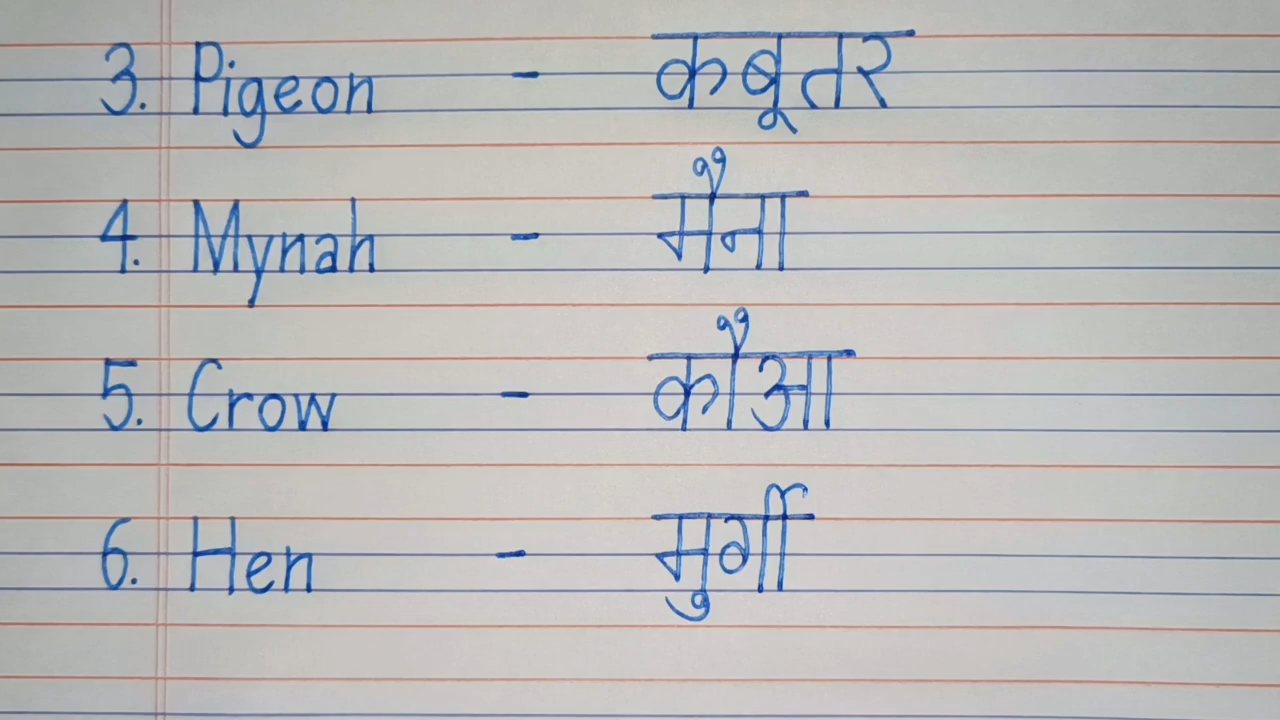 3. Pigeon - कबूतर
4. Mynah - मैना
5. Crow - कौआ
6. Hen - मुर्गी